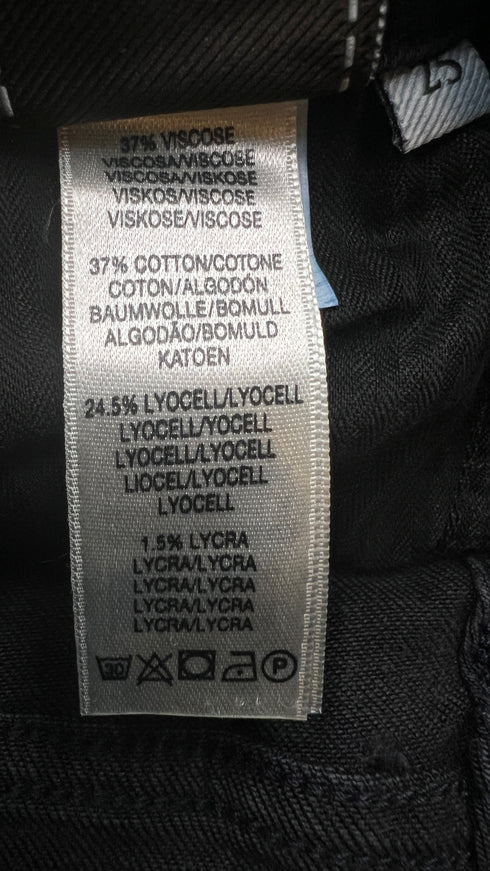 37% VISCOSE
VISCOSA/VISCOSE
VISCOSA/VISKOSE
VISKOS/VISCOSE
VISKOSE/VISCOSE
37% COTTON/COTONE
COTON/ALGODÓN
BAUMWOLLE/BOMULL
ALGODÃO/BOMULD
KATOEN
24.5% LYOCELL/LYOCELL
LYOCELL/YOCELL
LYOCELL/LYOCELL
LIOCEL/LYOCELL
LYOCELL
1.5% LYCRA
LYCRA/LYCRA
LYCRA/LYCRA
LYCRA/LYCRA
LYCRA/LYCRA
30 P